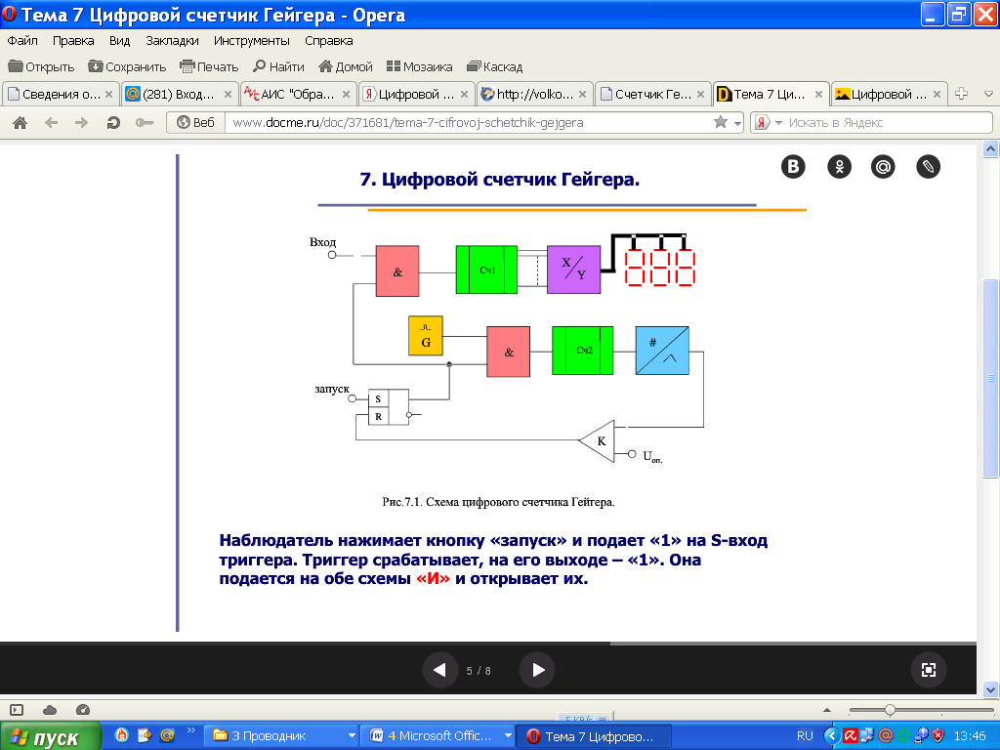 Тема 7 Цифровой счетчик Гейгера - Opera
Файл Правка Вид Закладки Инструменты Справка
Открыть Сохранить Печать Найти Домой Мозаика Каскад
Сведения о... (281) Вход... АИС "Обра... Цифровой ... http://volko... Счетчик Ге... Тема 7 Ци... Цифровой ...
Веб www.docme.ru/doc/371681/tema-7-cifrovoj-schetchik-gejgera Искать в Яндекс
7. Цифровой счетчик Гейгера.
Вход
& Сч1 X/Y 888
G & Сч2 #
запуск
S
R
K
Uоп.
Рис.7.1. Схема цифрового счетчика Гейгера.
Наблюдатель нажимает кнопку «запуск» и подает «1» на S-вход
триггера. Триггер срабатывает, на его выходе – «1». Она
подается на обе схемы «И» и открывает их.
5 / 8
пуск 3 Проводник 4 Microsoft Offic... Тема 7 Цифрово... RU 13:46